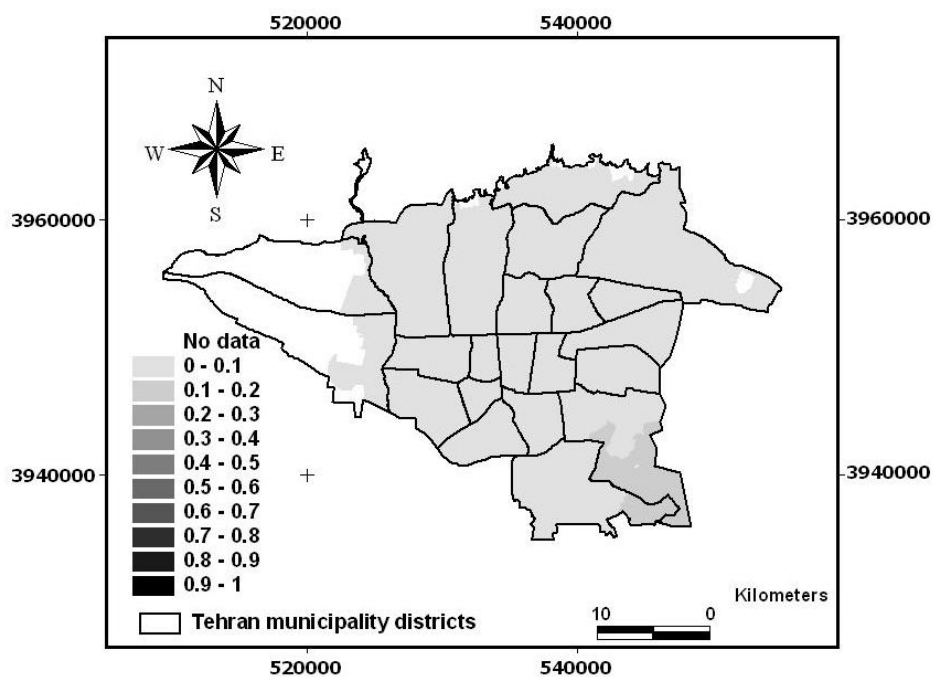 520000 540000
N
W E
S
3960000 3960000
No data
0 - 0.1
0.1 - 0.2
0.2 - 0.3
0.3 - 0.4
0.4 - 0.5
3940000 3940000
0.5 - 0.6
0.6 - 0.7
0.7 - 0.8
0.8 - 0.9
0.9 - 1
Kilometers
10 0
Tehran municipality districts
520000 540000